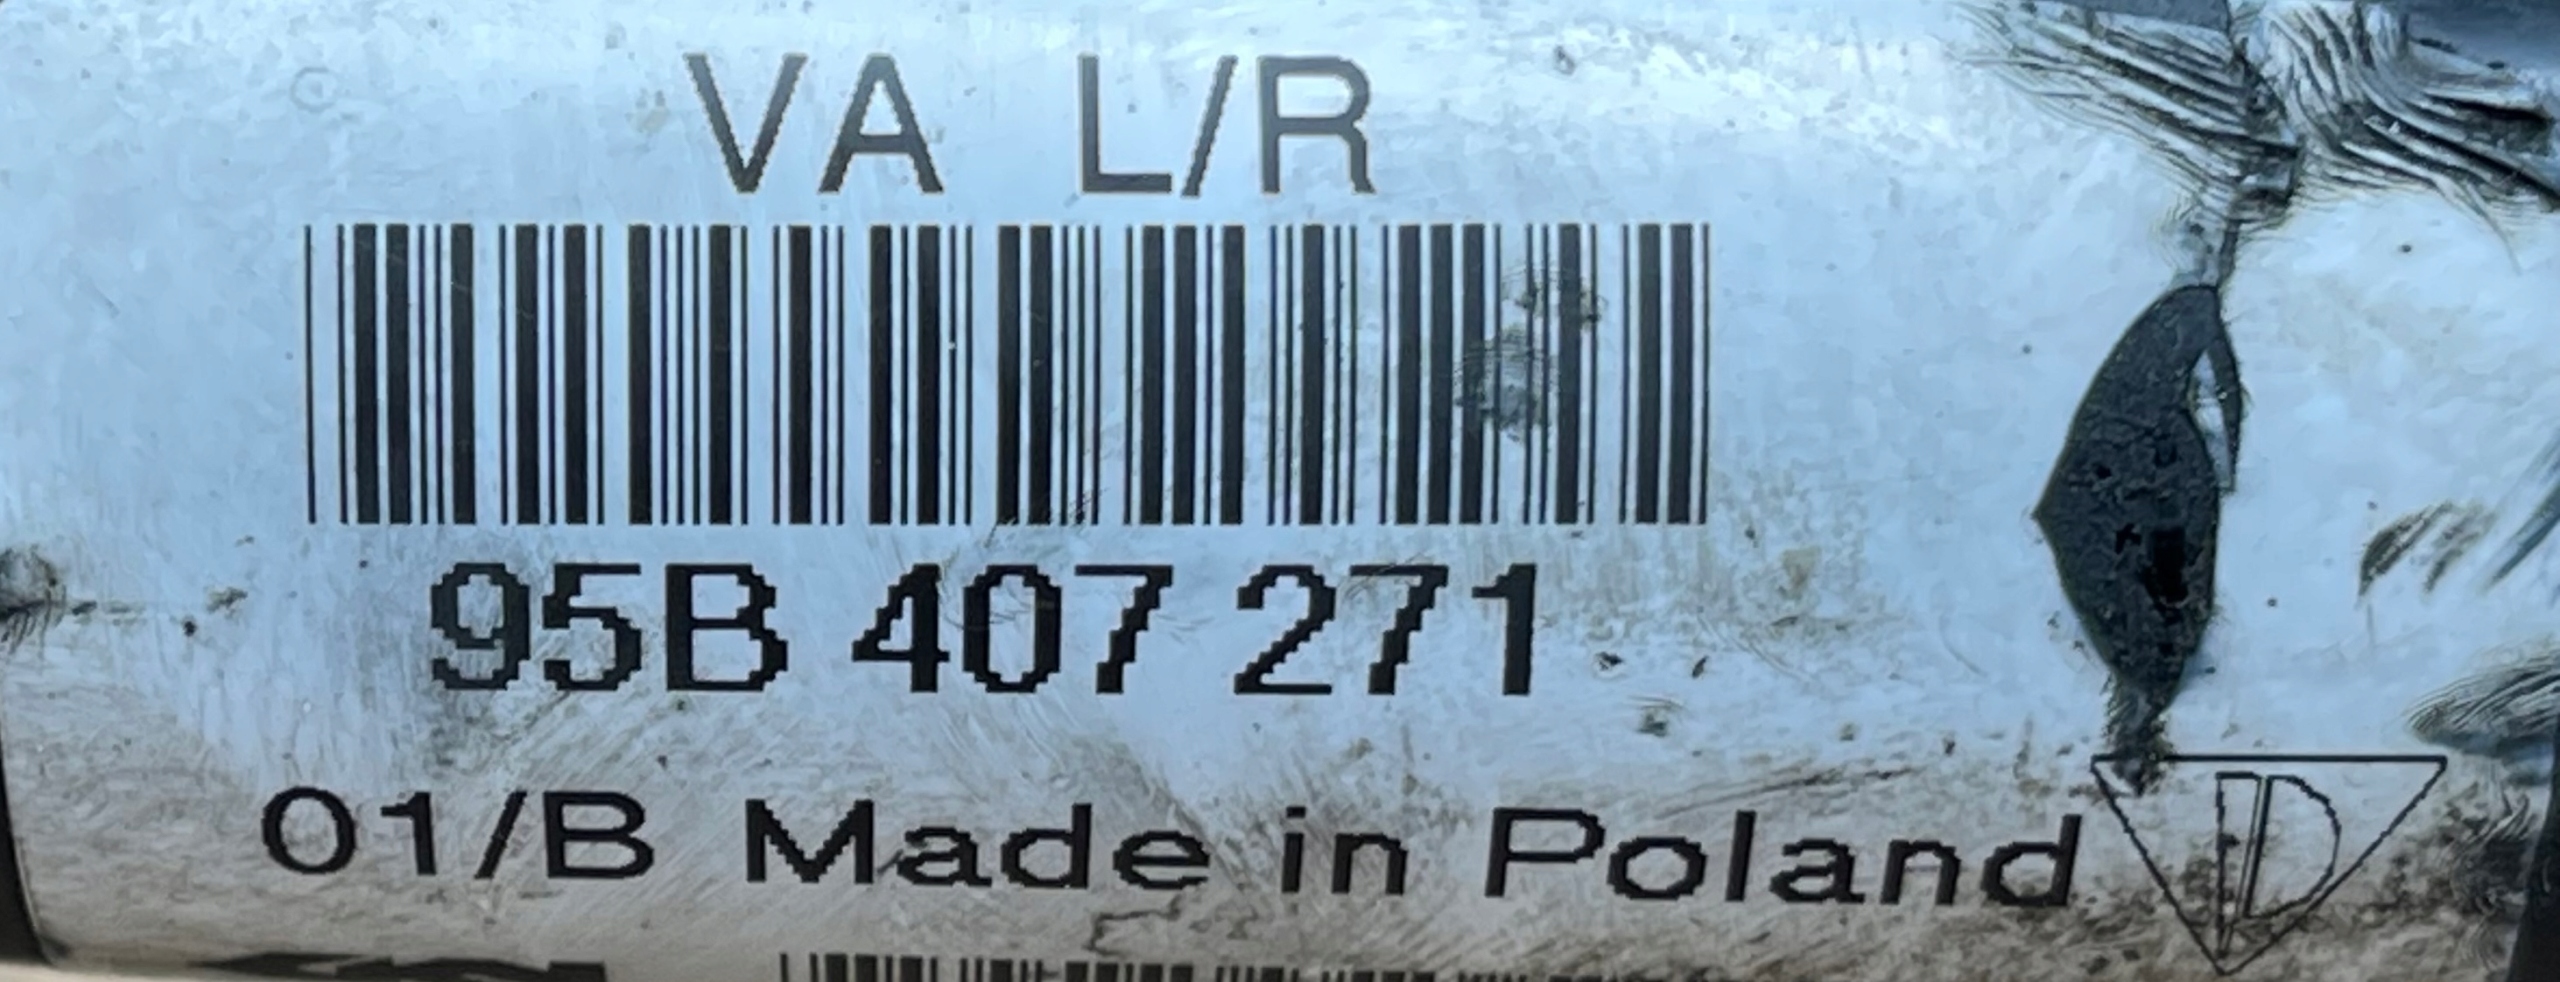 VA L/R
95B 407 271
01/B Made in Poland